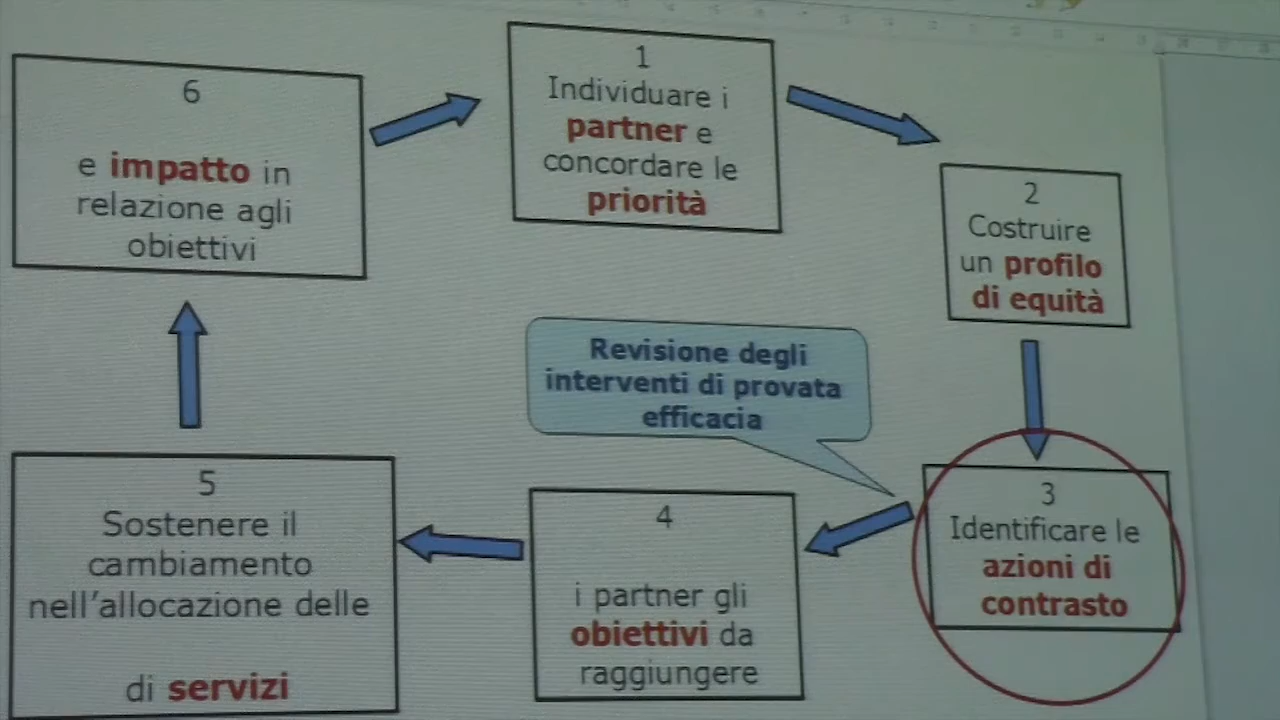 1
Individuare i
partner e
concordare le
priorità
2
Costruire
un profilo
di equità
3
Identificare le
azioni di
contrasto
Revisione degli
interventi di provata
efficacia
4
i partner gli
obiettivi da
raggiungere
5
Sostenere il
cambiamento
nell'allocazione delle
di servizi
6
e impatto in
relazione agli
obiettivi